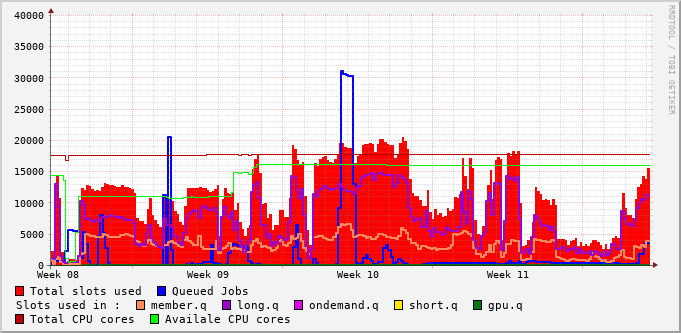 40000
35000
30000
25000
20000
15000
10000
5000
0
Week 08 Week 09 Week 10 Week 11
Total slots used Queued Jobs
Slots used in : member.q long.q ondemand.q short.q gpu.q
Total CPU cores Availale CPU cores
RRDTOOL / TOBI OETIKER